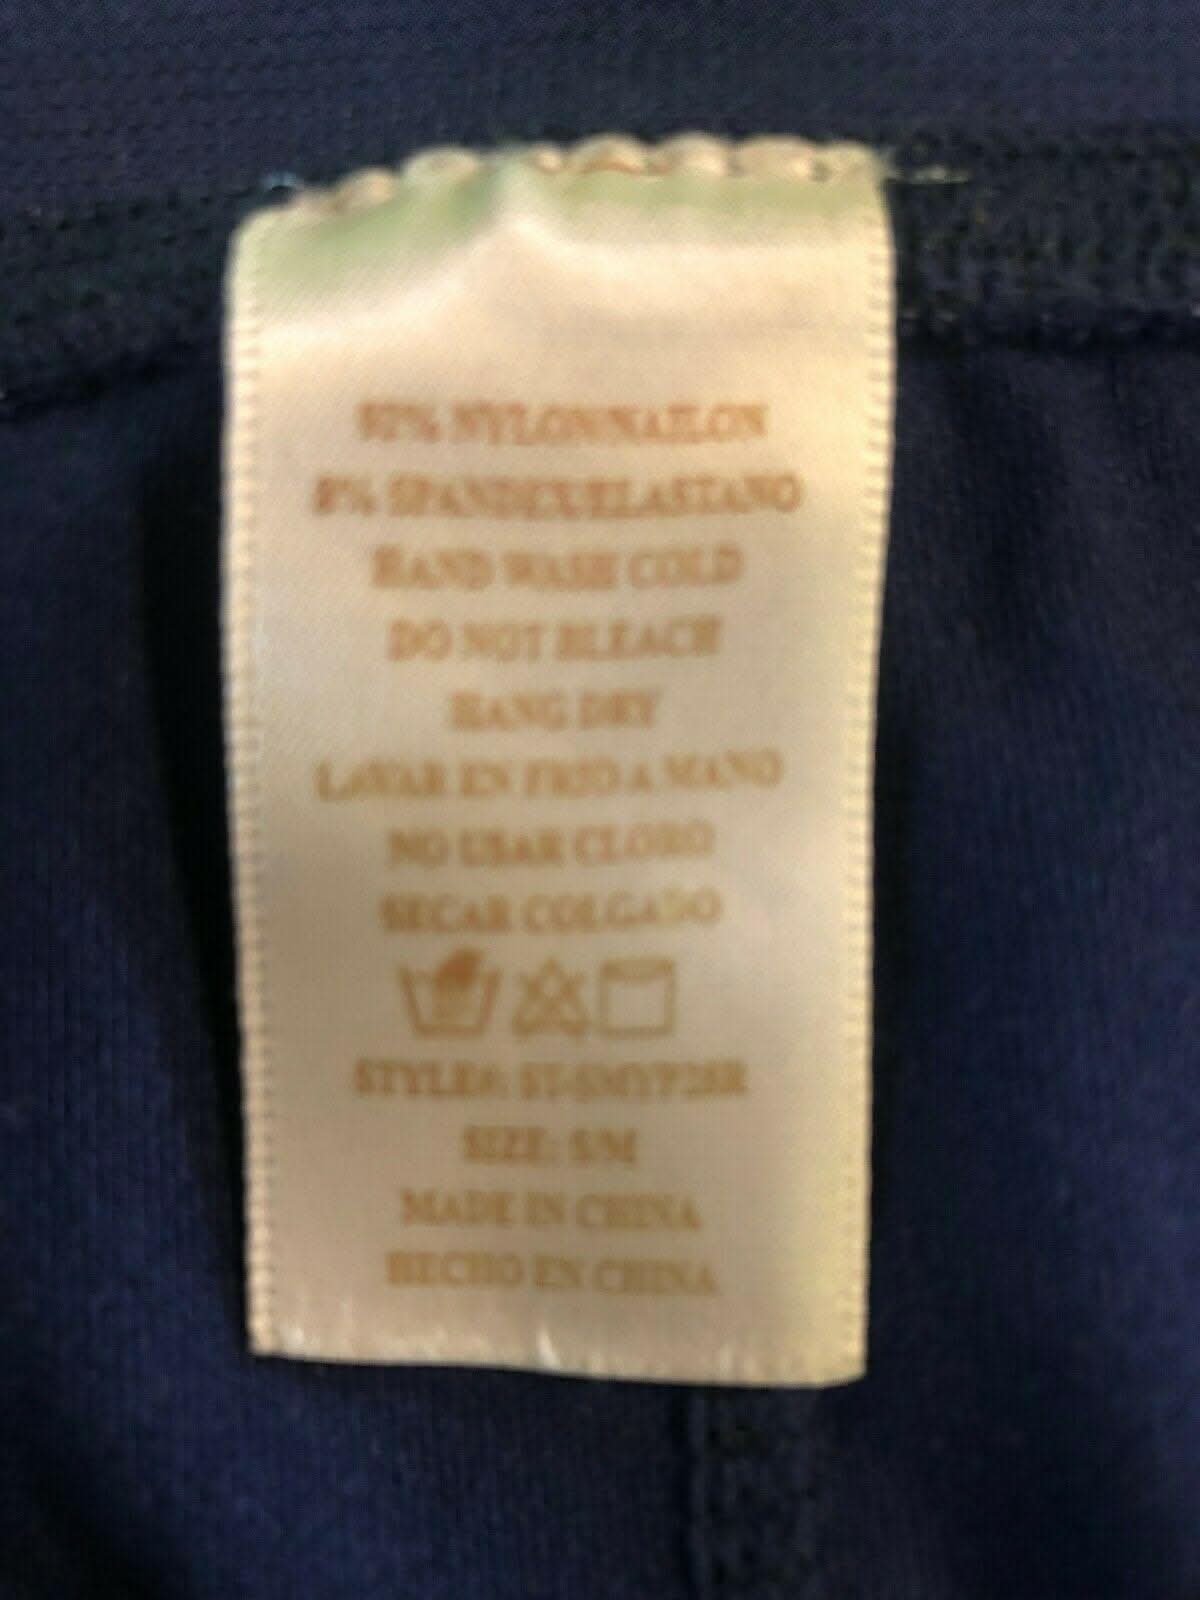 92% NYLON/NAILON
8% SPANDEX/ELASTANO
HAND WASH COLD
DO NOT BLEACH
HANG DRY
LAVAR EN FRIO A MANO
NO USAR CLORO
SECAR COLGADO
STYLE#:
SIZE: S/M
MADE IN CHINA
HECHO EN CHINA